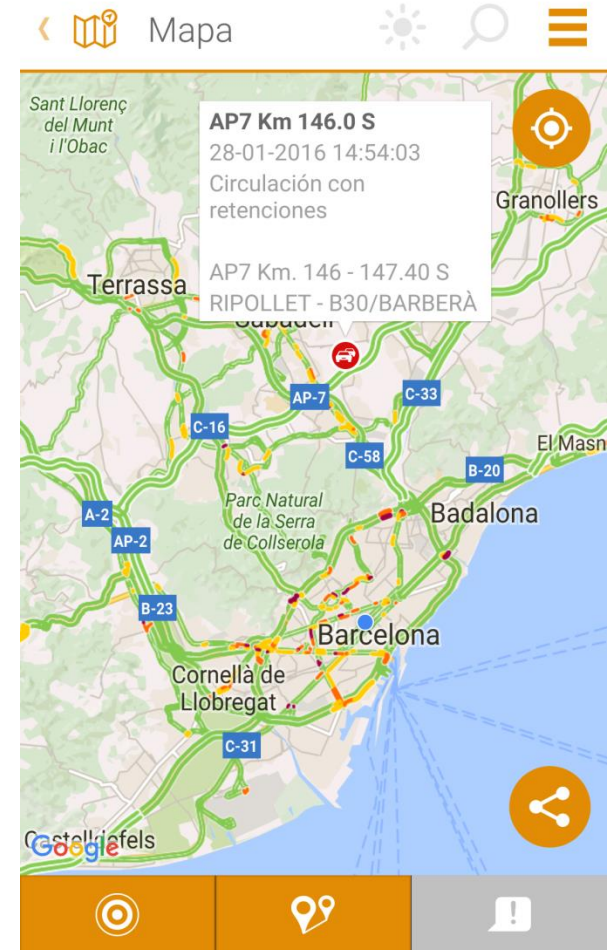 Mapa
Sant Llorenç
del Munt
i l'Obac
AP7 Km 146.0 S
28-01-2016 14:54:03
Circulación con
retenciones
AP7 Km. 146 - 147.40 S
RIPOLLET - B30/BARBERÀ
Granollers
Terrassa
Sabadell
AP-7
C-33
C-16
C-58
El Masn
B-20
Parc Natural
de la Serra
de Collserola
A-2
Badalona
AP-2
B-23
Barcelona
Cornellà de
Llobregat
C-31
Castelldefels
Google